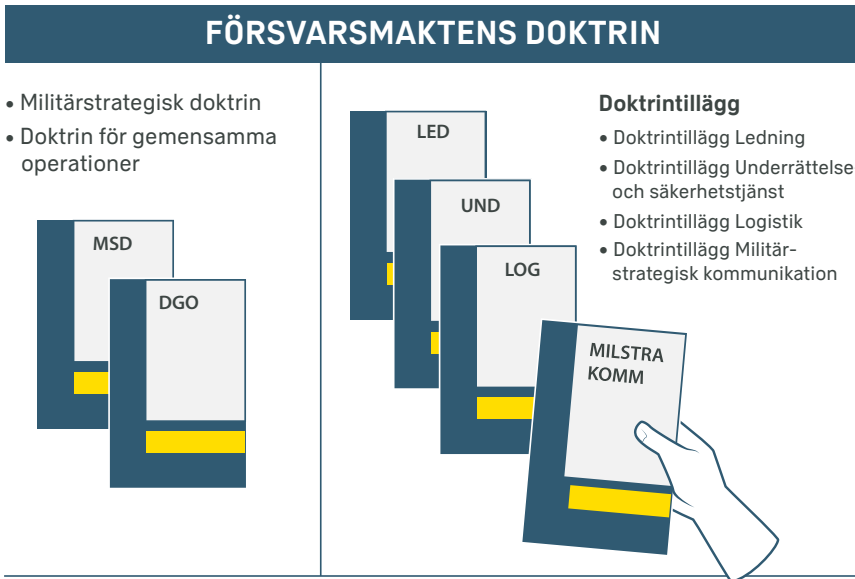 FÖRSVARSMAKTENS DOKTRIN
• Militärstrategisk doktrin
• Doktrin för gemensamma
operationer
MSD
DGO
LED
UND
LOG
MILSTRA
KOMM
Doktrintillägg
• Doktrintillägg Ledning
• Doktrintillägg Underrättelse
och säkerhetstjänst
• Doktrintillägg Logistik
• Doktrintillägg Militär-
strategisk kommunikation